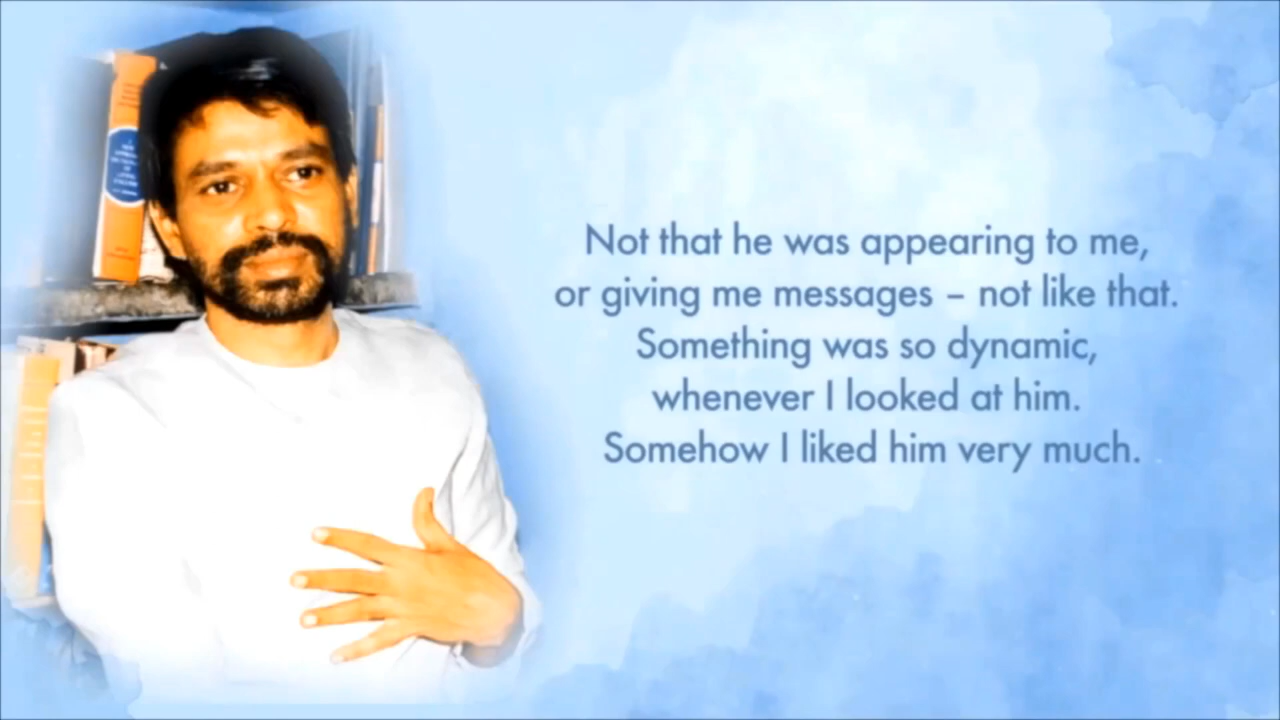 Not that he was appearing to me,
or giving me messages – not like that.
Something was so dynamic,
whenever I looked at him.
Somehow I liked him very much.